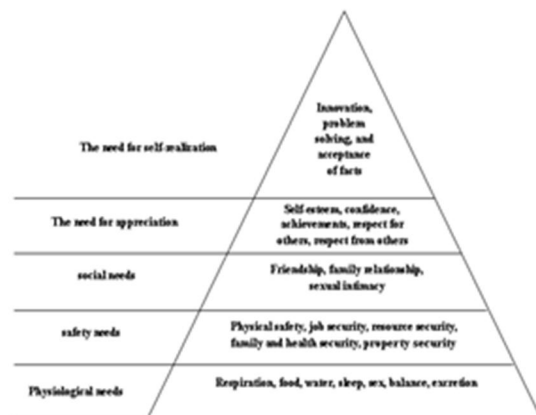 Innovation,
problem
solving, and
acceptance
of facts
The need for self-realization
Self-esteem, confidence,
achievements, respect for
others, respect from others
The need for appreciation
Friendship, family relationship,
sexual intimacy
social needs
Physical safety, job security, resource security,
family and health security, property security
safety needs
Respiration, food, water, sleep, sex, balance, excretion
Physiological needs